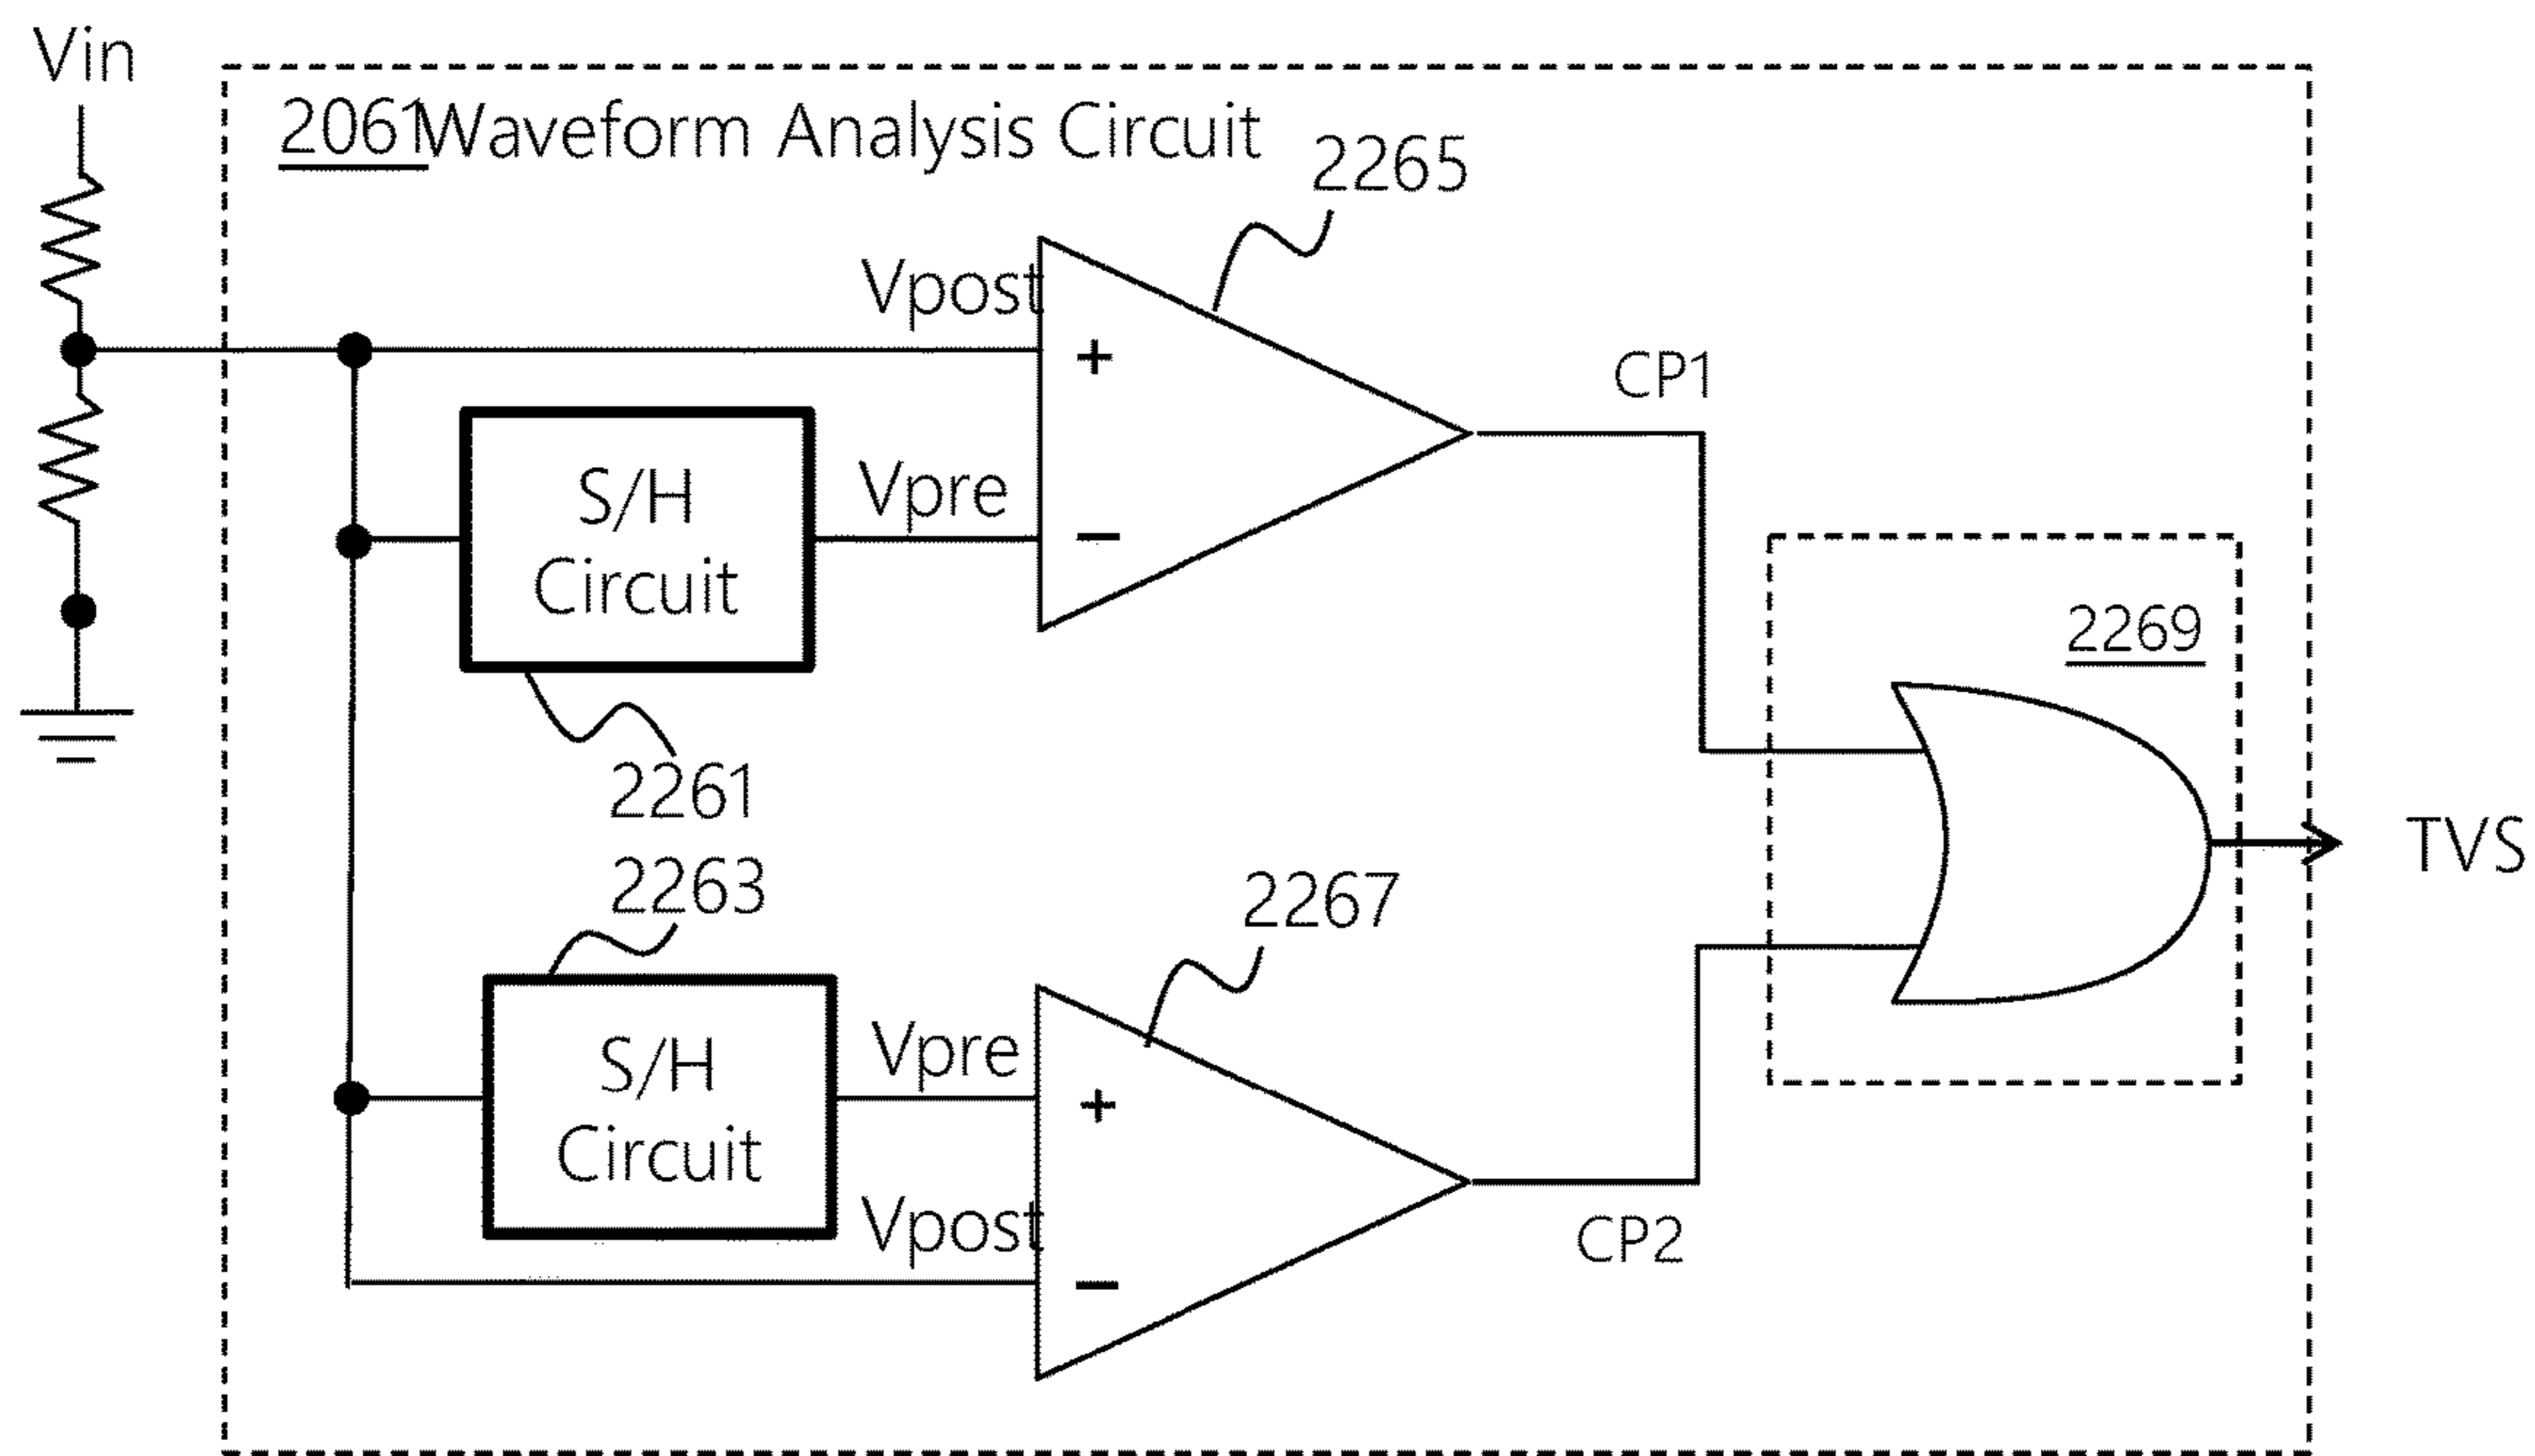 Vin
2061 Waveform Analysis Circuit
2265
Vpost
+
CP1
S/H
Circuit
Vpre
−
2269
2261
2263
2267
TVS
S/H
Circuit
Vpre
+
Vpost
−
CP2